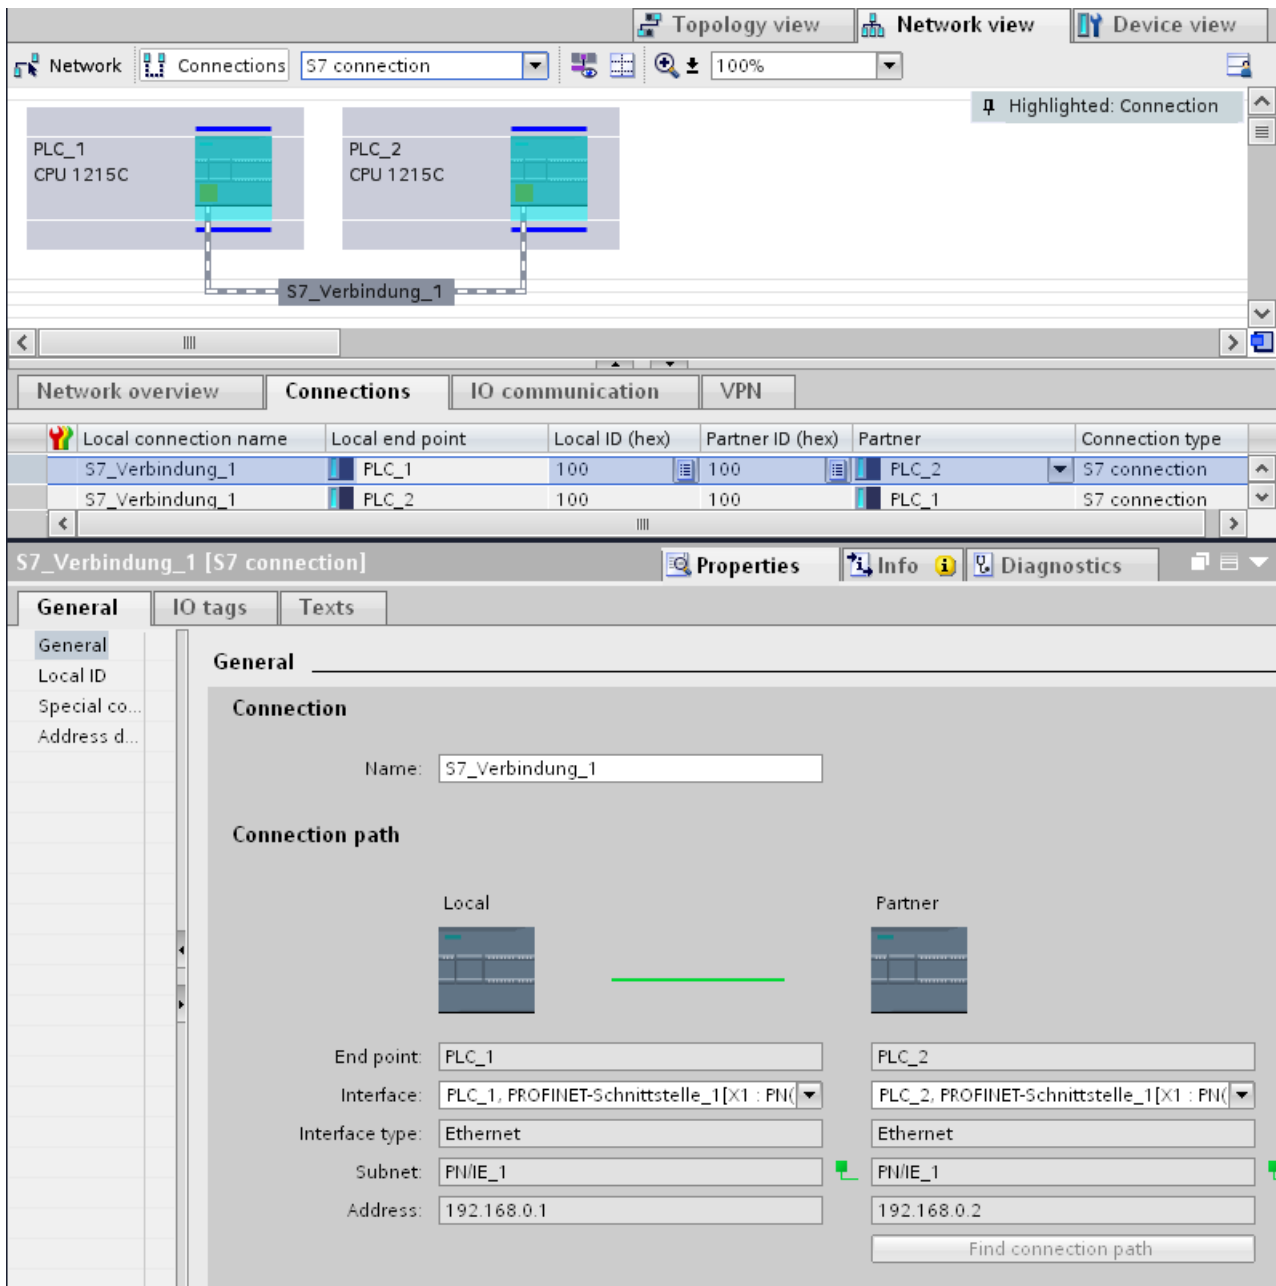 Topology view
Network view
Device view
Network
Connections
S7 connection
100%
Highlighted: Connection
PLC_1
CPU 1215C
PLC_2
CPU 1215C
S7_Verbindung_1
Network overview
Connections
IO communication
VPN
Local connection name
Local end point
Local ID (hex)
Partner ID (hex)
Partner
Connection type
S7_Verbindung_1
PLC_1
100
100
PLC_2
S7 connection
S7_Verbindung_1
PLC_2
100
100
PLC_1
S7 connection
S7_Verbindung_1 [S7 connection]
Properties
Info
Diagnostics
General
IO tags
Texts
General
Local ID
Special co...
Address d...
General
Connection
Name: S7_Verbindung_1
Connection path
Local
Partner
End point: PLC_1
PLC_2
Interface: PLC_1, PROFINET-Schnittstelle_1[X1 : PN(
PLC_2, PROFINET-Schnittstelle_1[X1 : PN(
Interface type: Ethernet
Ethernet
Subnet: PN/IE_1
PN/IE_1
Address: 192.168.0.1
192.168.0.2
Find connection path